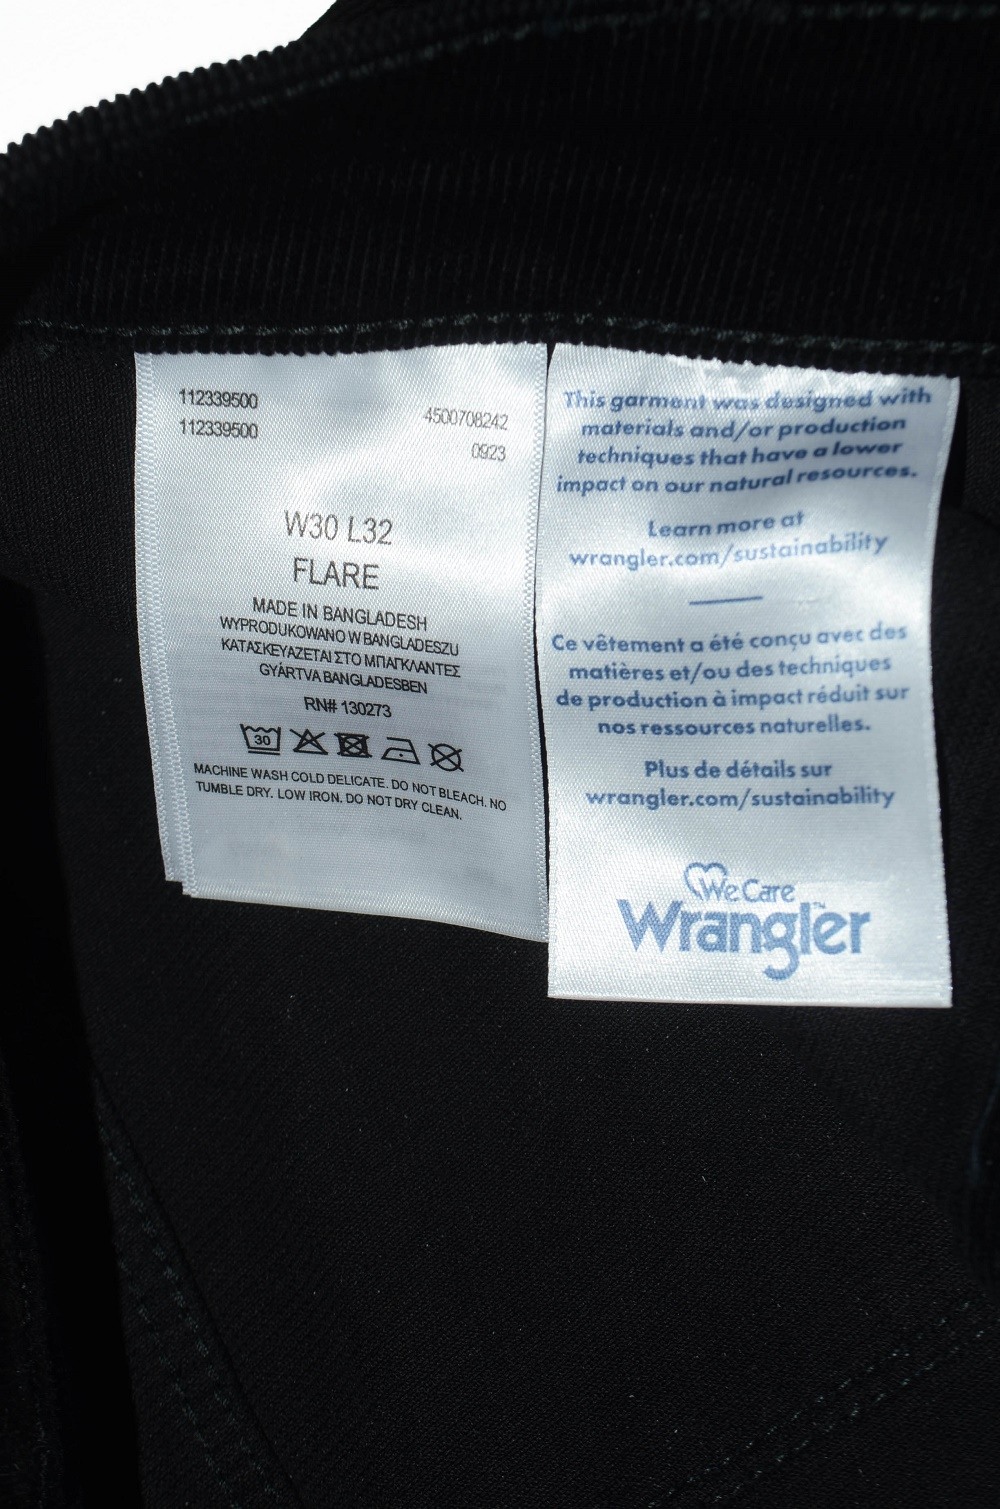 112339500
112339500
4500708242
0923
W30 L32
FLARE
MADE IN BANGLADESH
WYPRODUKOWANO W BANGLADESZU
ΚΑΤΑΣΚΕΥΑΖΕΤΑΙ ΣΤΟ ΜΠΑΓΚΛΑΝΤΕΣ
GYÁRTVA BANGLADESBEN
RN# 130273
30
MACHINE WASH COLD DELICATE. DO NOT BLEACH. NO
TUMBLE DRY. LOW IRON. DO NOT DRY CLEAN.
This garment was designed with
materials and/or production
techniques that have a lower
impact on our natural resources.
Learn more at
wrangler.com/sustainability
Ce vêtement a été conçu avec des
matières et/ou des techniques
de production à impact réduit sur
nos ressources naturelles.
Plus de détails sur
wrangler.com/sustainability
We Care
Wrangler™